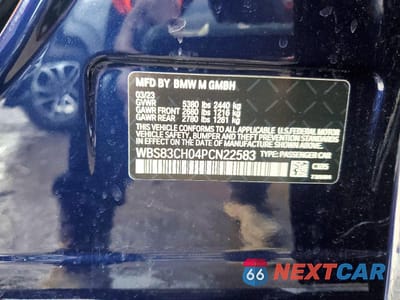 MFD BY BMW M GMBH
03/23
GVWR 5380 lbs 2440 kg
GAWR FRONT 2680 lbs 1216 kg
GAWR REAR 2780 lbs 1261 kg
THIS VEHICLE CONFORMS TO ALL APPLICABLE U.S. FEDERAL MOTOR
VEHICLE SAFETY, BUMPER, AND THEFT PREVENTION STANDARDS
IN EFFECT ON THE DATE OF MANUFACTURE SHOWN ABOVE.
WBS83CH04PCN22583 TYPE: PASSENGER CAR
66 NEXTCAR